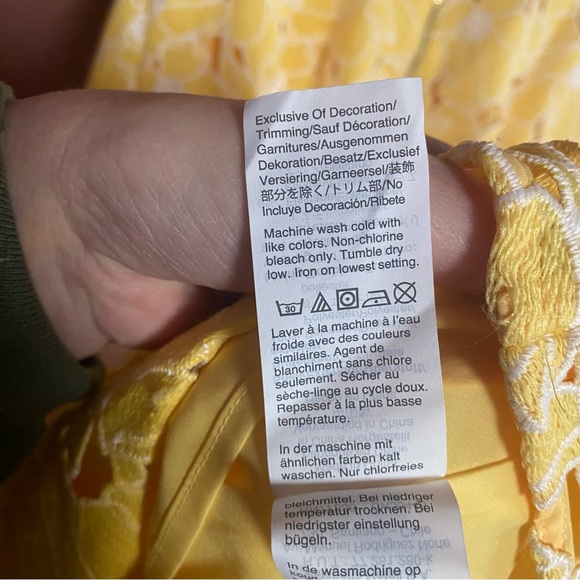 Exclusive Of Decoration/
Trimming/Sauf Décoration/
Garnitures/Ausgenommen
Dekoration/Besatz/Exclusief
Versiering/Garneersel/装飾
部分を除く/トリム部/No
Incluye Decoración/Ribete
Machine wash cold with
like colors. Non-chlorine
bleach only. Tumble dry
low. Iron on lowest setting.
30
Laver à la machine à l'eau
froide avec des couleurs
similaires. Agent de
blanchiment sans chlore
seulement. Sécher au
sèche-linge au cycle doux.
Repasser à la plus basse
température.
In der maschine mit
ähnlichen farben kalt
waschen. Nur chlorfreies
bleichmittel. Bei niedriger
temperatur trocknen. Bei
niedrigster einstellung
bügeln.
In de wasmachine op